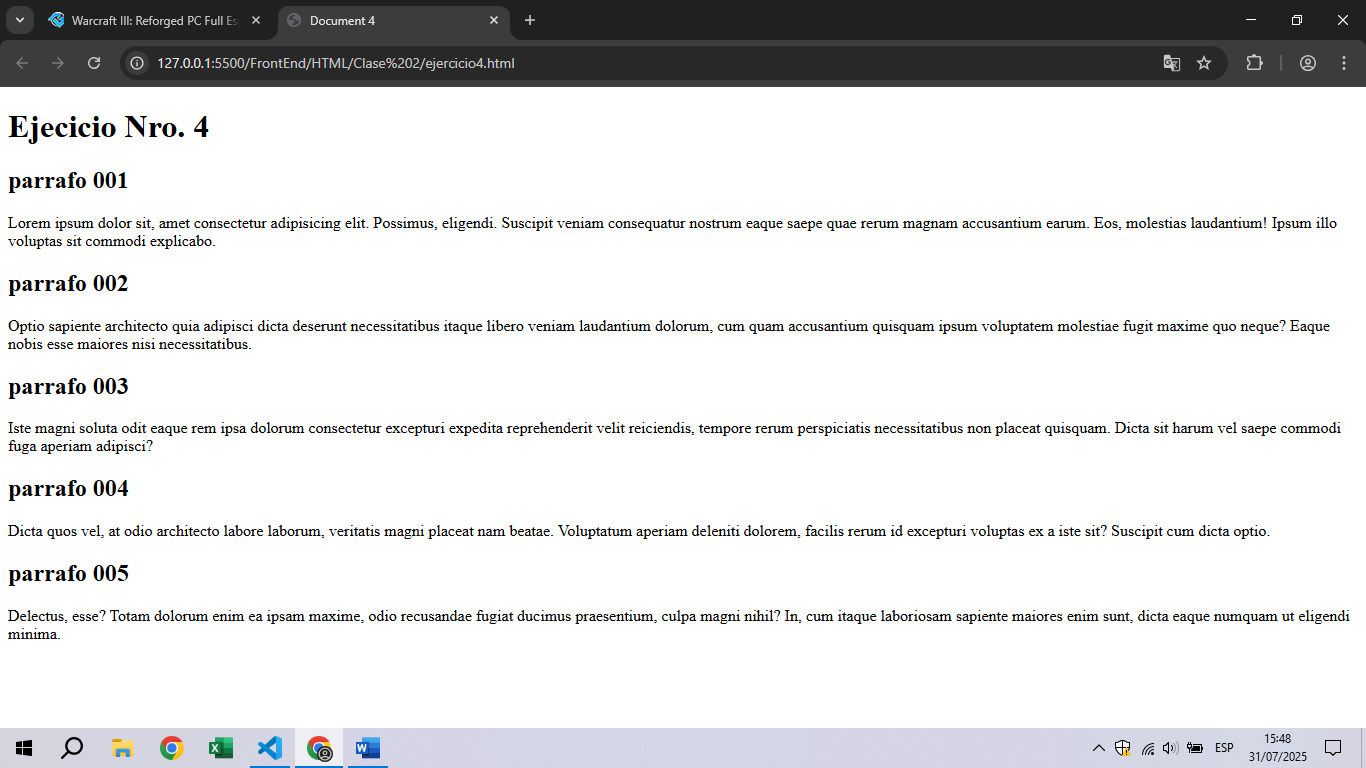 Warcraft III: Reforged PC Full Es
Document 4
127.0.0.1:5500/FrontEnd/HTML/Clase%202/ejercicio4.html
Ejecicio Nro. 4
parrafo 001
Lorem ipsum dolor sit, amet consectetur adipisicing elit. Possimus, eligendi. Suscipit veniam consequatur nostrum eaque saepe quae rerum magnam accusantium earum. Eos, molestias laudantium! Ipsum illo
voluptas sit commodi explicabo.
parrafo 002
Optio sapiente architecto quia adipisci dicta deserunt necessitatibus itaque libero veniam laudantium dolorum, cum quam accusantium quisquam ipsum voluptatem molestiae fugit maxime quo neque? Eaque
nobis esse maiores nisi necessitatibus.
parrafo 003
Iste magni soluta odit eaque rem ipsa dolorum consectetur excepturi expedita reprehenderit velit reiciendis, tempore rerum perspiciatis necessitatibus non placeat quisquam. Dicta sit harum vel saepe commodi
fuga aperiam adipisci?
parrafo 004
Dicta quos vel, at odio architecto labore laborum, veritatis magni placeat nam beatae. Voluptatum aperiam deleniti dolorem, facilis rerum id excepturi voluptas ex a iste sit? Suscipit cum dicta optio.
parrafo 005
Delectus, esse? Totam dolorum enim ea ipsam maxime, odio recusandae fugiat ducimus praesentium, culpa magni nihil? In, cum itaque laboriosam sapiente maiores enim sunt, dicta eaque numquam ut eligendi
minima.
ESP
15:48
31/07/2025